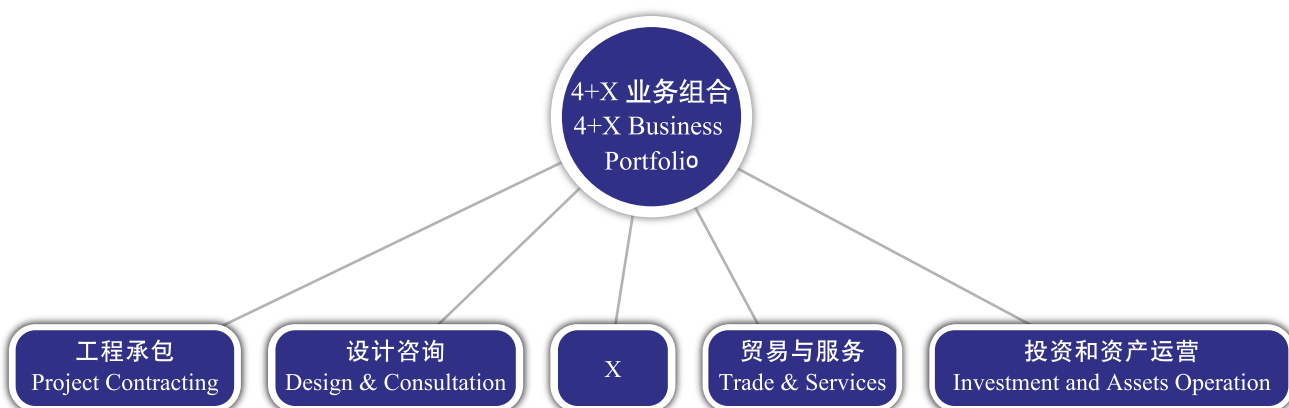 4+X 业务组合
4+X Business
Portfolio
工程承包
Project Contracting
设计咨询
Design & Consultation
X
贸易与服务
Trade & Services
投资和资产运营
Investment and Assets Operation